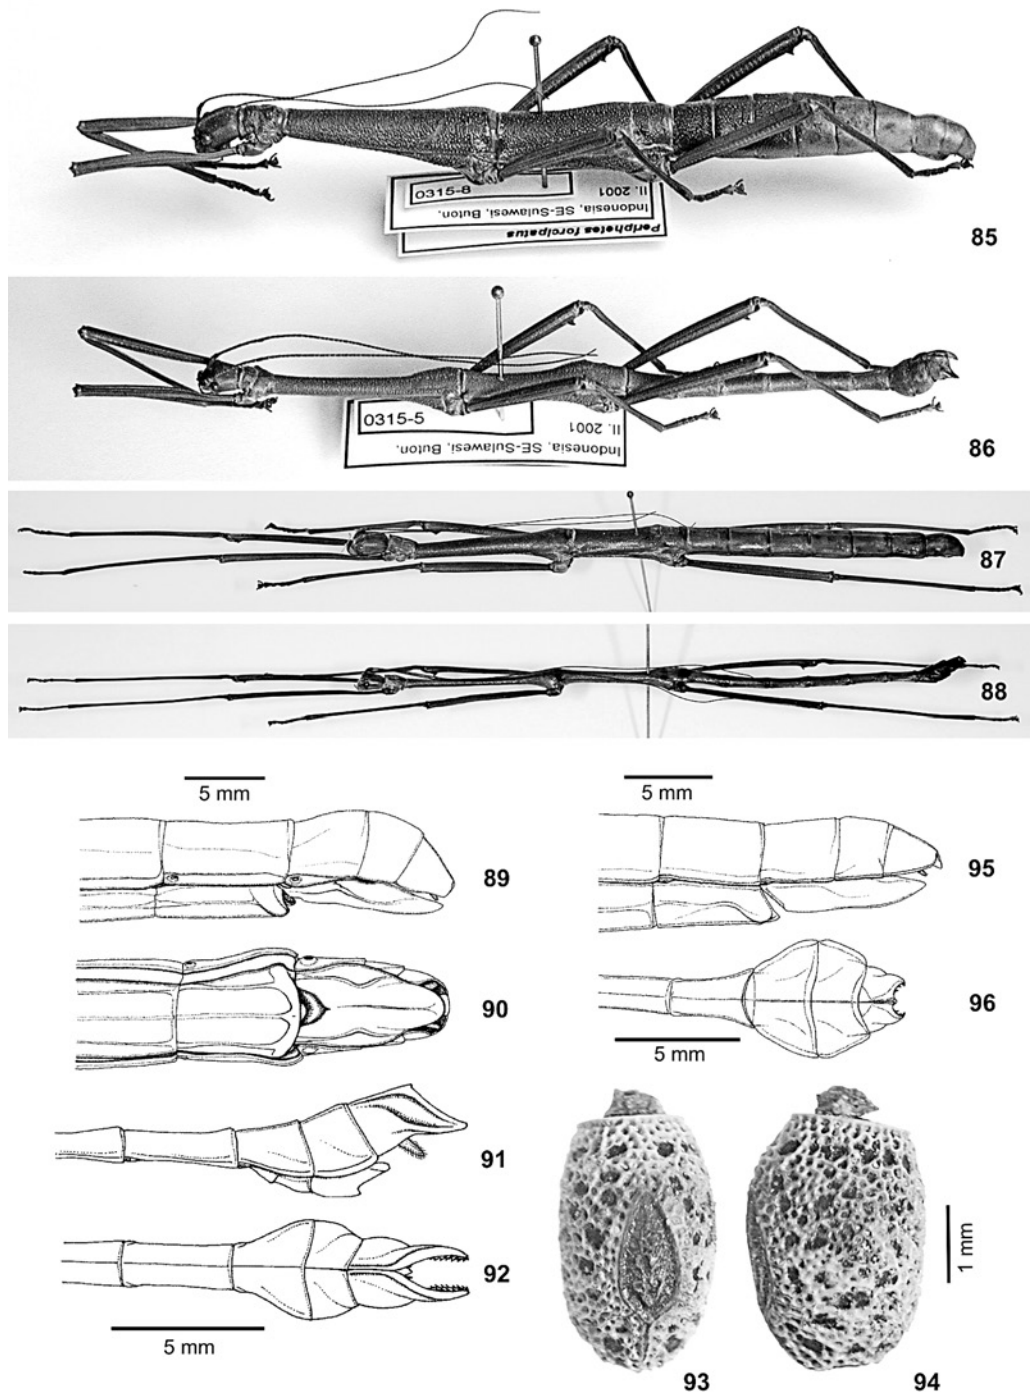 0315-8
II. 2001
Indonesia, SE-Sulawesi, Buton.
Periphetes forcipatus
85
0315-5
II. 2001
Indonesia, SE-Sulawesi, Buton.
86
87
88
5 mm
5 mm
89
95
90
96
5 mm
91
92
5 mm
1 mm
93
94